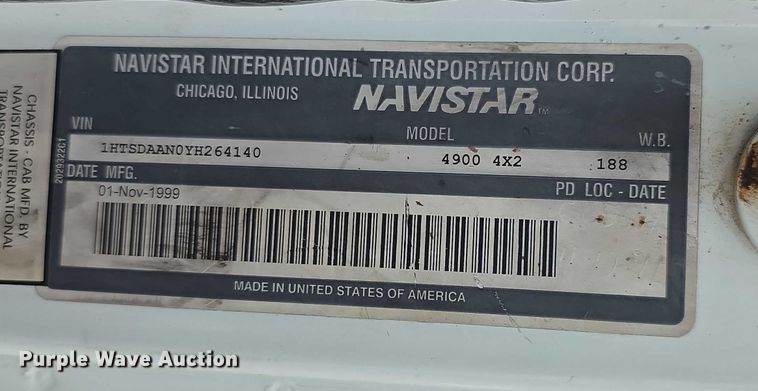 NAVISTAR INTERNATIONAL TRANSPORTATION CORP.
CHICAGO, ILLINOIS NAVISTAR
VIN MODEL W.B.
1HTSDAAN0YH264140 4900 4X2 188
DATE MFG. PD LOC - DATE
01-Nov-1999
MADE IN UNITED STATES OF AMERICA
2029322C1
CHASSIS - CAB MFD. BY
NAVISTAR INTERNATIONAL
Purple Wave Auction